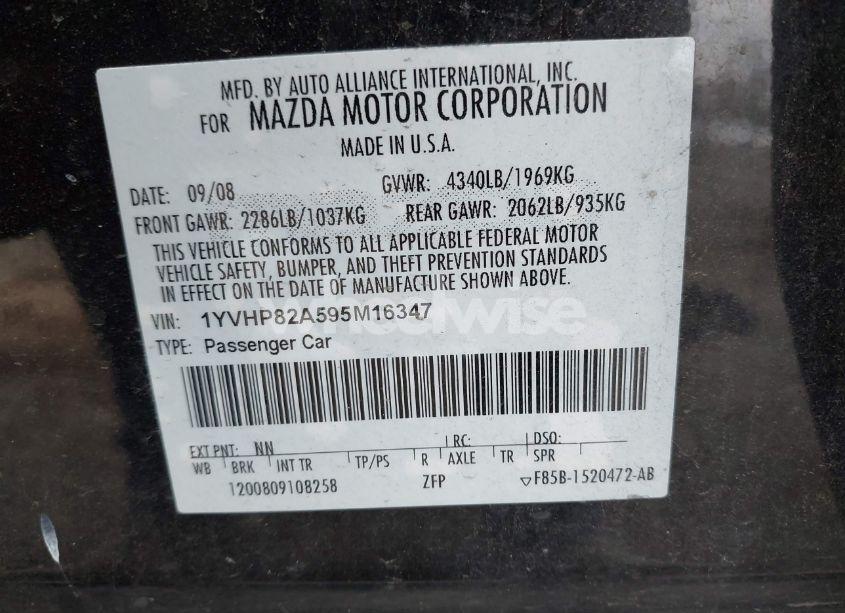 MFD. BY AUTO ALLIANCE INTERNATIONAL, INC.
FOR MAZDA MOTOR CORPORATION
MADE IN U.S.A.
DATE: 09/08 GVWR: 4340LB/1969KG
FRONT GAWR: 2286LB/1037KG REAR GAWR: 2062LB/935KG
THIS VEHICLE CONFORMS TO ALL APPLICABLE FEDERAL MOTOR
VEHICLE SAFETY, BUMPER, AND THEFT PREVENTION STANDARDS
IN EFFECT ON THE DATE OF MANUFACTURE SHOWN ABOVE.
VIN: 1YVHP82A595M16347
wheelwise
TYPE: Passenger Car
EXT PNT: NN RC: DSO:
WB BRK INT TR TP/PS R AXLE TR SPR
1200809108258 ZFP ▽F85B-1520472-AB